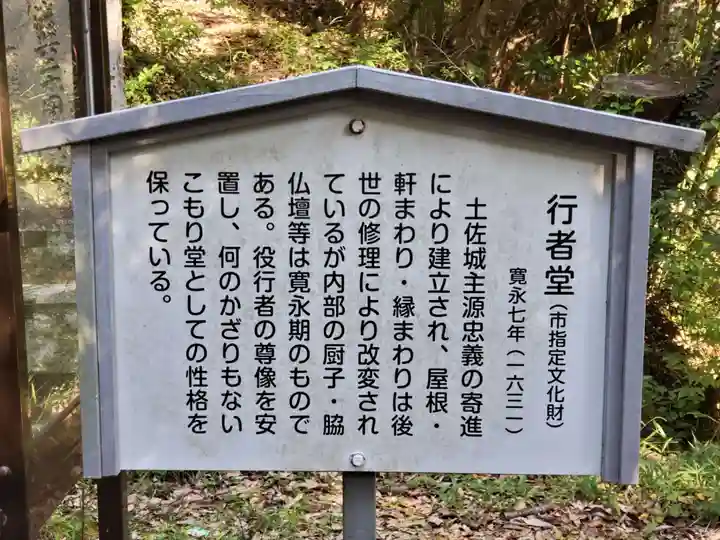 行者堂（市指定文化財）
寛永七年（一六三一）
土佐城主源忠義の寄進
により建立され、屋根・
軒まわり・縁まわりは後
世の修理により改変され
ているが内部の厨子・脇
仏壇等は寛永期のもので
ある。役行者の尊像を安
置し、何のかざりもない
こもり堂としての性格を
保っている。